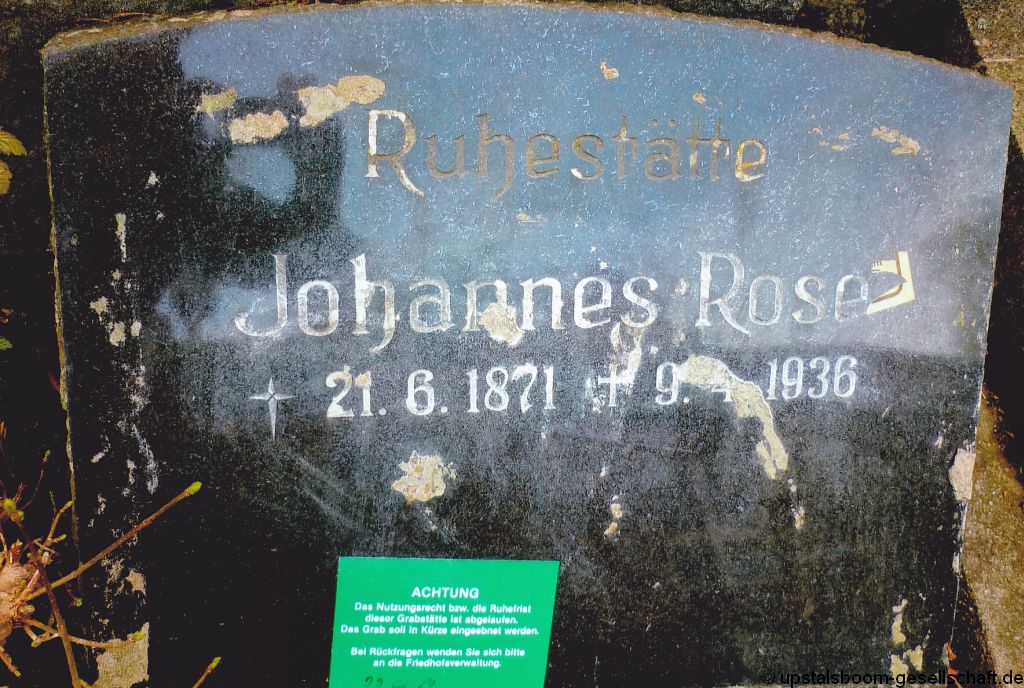 Ruhestätte
Johannes Rose
21. 6. 1871 † 9. 4. 1936
ACHTUNG
Das Nutzungsrecht bzw. die Ruhefrist
dieser Grabstätte ist abgelaufen.
Das Grab soll in Kürze eingeebnet werden.
Bei Rückfragen wenden Sie sich bitte
an die Friedhofsverwaltung.
© upstalsboom-gesellschaft.de